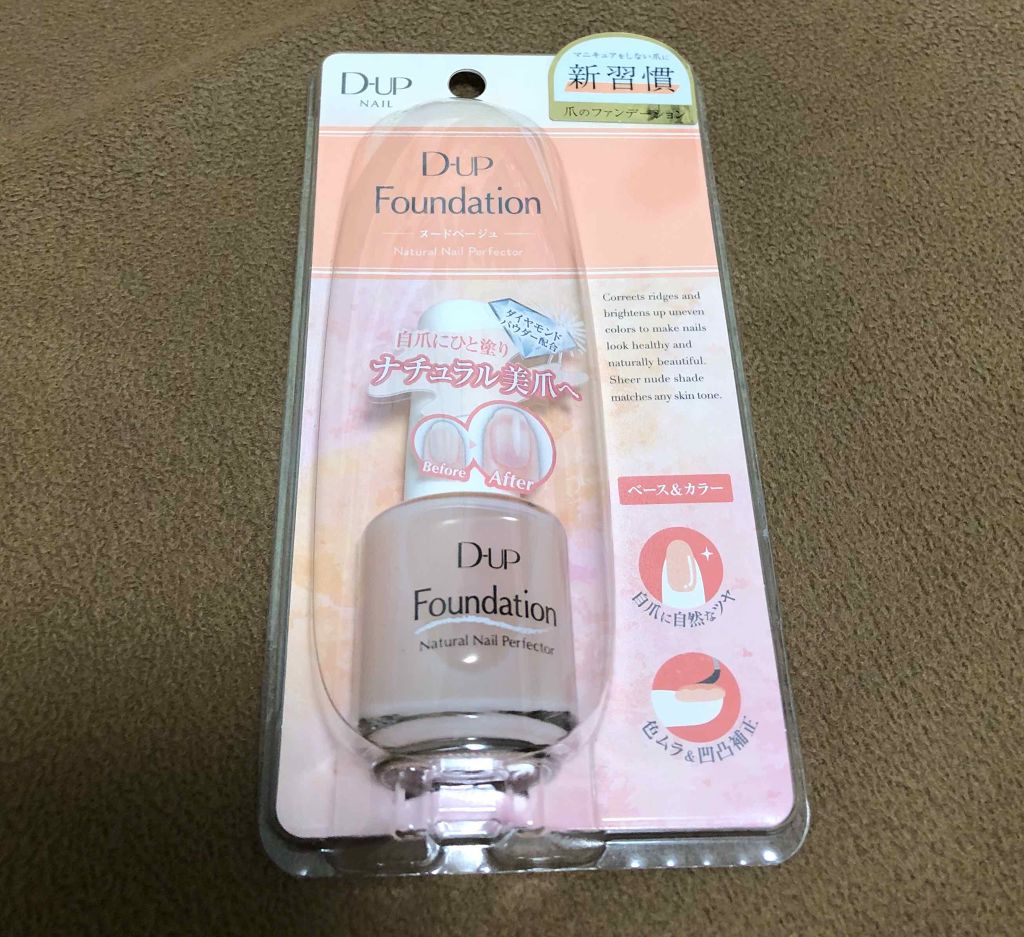 D-UP
NAIL
マニキュアをしない爪に
新習慣
爪のファンデーション
D-UP
Foundation
ヌードベージュ
Natural Nail Perfector
ダイヤモンド
パウダー配合
自爪にひと塗り
ナチュラル美爪へ
Before
After
Corrects ridges and
brightens up uneven
colors to make nails
look healthy and
naturally beautiful.
Sheer nude shade
matches any skin tone.
ベース&カラー
自爪に自然なツヤ
色ムラ&凹凸補正
D-UP
Foundation
Natural Nail Perfector